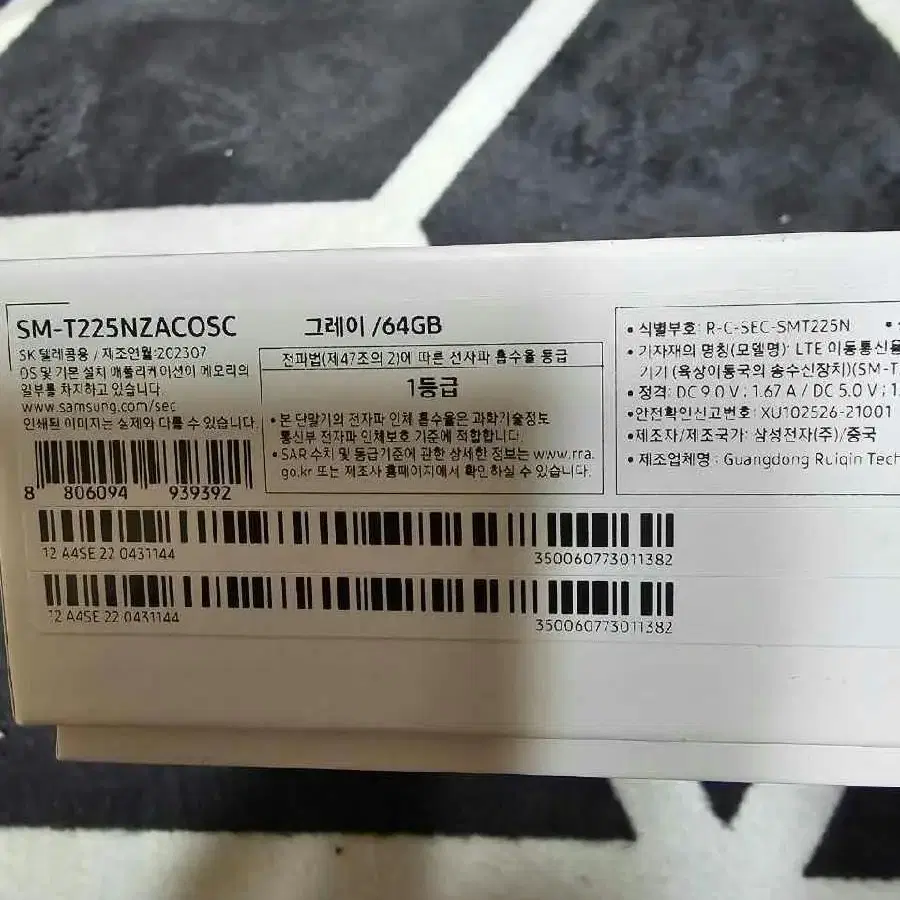 SM-T225NZACOSC
그레이 /64GB
SK텔레콤용 / 제조연월:202307
OS 및 기본 설치 애플리케이션이 메모리의
일부를 차지하고 있습니다.
www.samsung.com/sec
인쇄된 이미지는 실제와 다를 수 있습니다.
8 806094 939392
전파법(제47조의 2)에 따른 전자파 흡수율 등급
1등급
• 본 단말기의 전자파 인체 흡수율은 과학기술정보
통신부 전자파 인체보호 기준에 적합합니다.
• SAR 수치 및 등급기준에 관한 상세한 정보는 www.rra.
go.kr 또는 제조사 홈페이지에서 확인하실 수 있습니다.
• 식별부호: R-C-SEC-SMT225N
• 기자재의 명칭(모델명): LTE 이동통신용
기기 (육상이동국의 송수신장치)(SM-T
• 정격: DC 9.0 V ; 1.67 A / DC 5.0 V ; 1.
• 안전확인신고번호: XU102526-21001
• 제조자/제조국가: 삼성전자(주)/중국
• 제조업체명 : Guangdong Ruiqin Tech
12 A4SE 22 0431144
350060773011382
12 A4SE 22 0431144
350060773011382